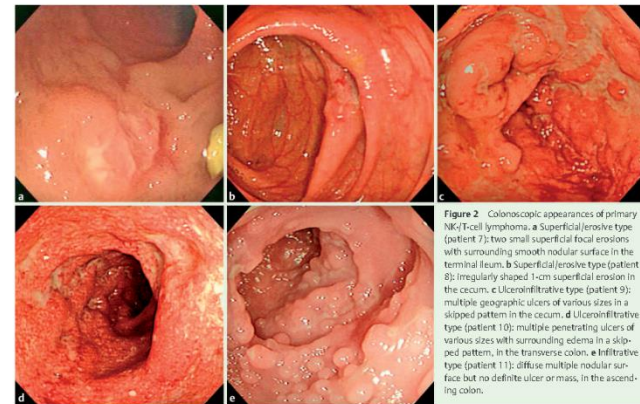 a
b
c
d
e
Figure 2 Colonoscopic appearances of primary
NK-/T-cell lymphoma. a Superficial/erosive type
(patient 7): two small superficial focal erosions
with surrounding smooth nodular surface in the
terminal ileum. b Superficial/erosive type (patient
8): irregularly shaped 1-cm superficial erosion in
the cecum. c Ulceroinfiltrative type (patient 9):
multiple geographic ulcers of various sizes in a
skipped pattern in the cecum. d Ulceroinfiltrative
type (patient 10): multiple penetrating ulcers of
various sizes with surrounding edema in a skip-
ped pattern, in the transverse colon. e Infiltrative
type (patient 11): diffuse multiple nodular sur-
face but no definite ulcer or mass, in the ascend-
ing colon.